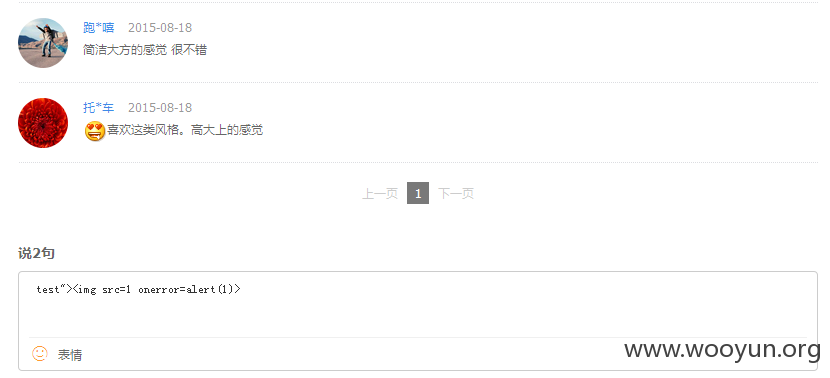 跑*嘻 2015-08-18
简洁大方的感觉 很不错
托*车 2015-08-18
喜欢这类风格。高大上的感觉
上一页 1 下一页
说2句
test"><img src=1 onerror=alert(1)>
表情
www.wooyun.org